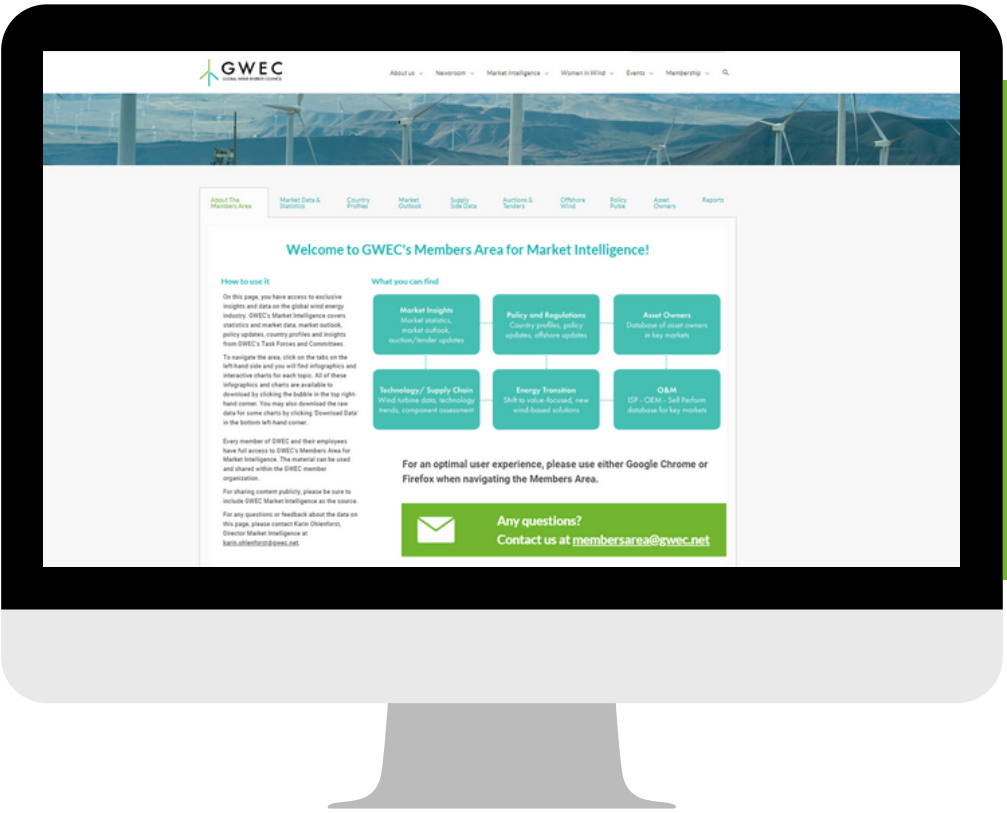 GWEC
GLOBAL WIND ENERGY COUNCIL
About us
Newsroom
Market Intelligence
Women in Wind
Events
Membership
About The
Members Area
Market Data &
Statistics
Country
Profiles
Market
Outlook
Supply
Side Data
Auctions &
Tenders
Offshore
Wind
Policy
Pulse
Asset
Owners
Reports
Welcome to GWEC's Members Area for Market Intelligence!
How to use it
On this page, you have access to exclusive
insights and data on the global wind energy
industry. GWEC's Market Intelligence covers
statistics and market data, market outlook,
policy updates, country profiles and insights
from GWEC's Task Forces and Committees.
To navigate the area, click on the tabs on the
left-hand side and you will find infographics and
interactive charts for each topic. All of these
infographics and charts are available to
download by clicking the bubble in the top right-
hand corner. You may also download the raw
data for some charts by clicking 'Download Data'
in the bottom left-hand corner.
Every member of GWEC and their employees
have full access to GWEC's Members Area for
Market Intelligence. The material can be used
and shared within the GWEC member
organization.
For sharing content publicly, please be sure to
include GWEC Market Intelligence as the source.
For any questions or feedback about the data on
this page, please contact Karin Ohlenforst,
Director Market Intelligence at
karin.ohlenforst@gwec.net.
What you can find
Market Insights
Market statistics,
market outlook,
auction/tender updates
Policy and Regulations
Country profiles, policy
updates, offshore updates
Asset Owners
Database of asset owners
in key markets
Technology/ Supply Chain
Wind turbine data, technology
trends, component assessment
Energy Transition
Shift to value-focused, new
wind-based solutions
O&M
ISP - OEM - Self Perform
database for key markets
For an optimal user experience, please use either Google Chrome or
Firefox when navigating the Members Area.
Any questions?
Contact us at membersarea@gwec.net